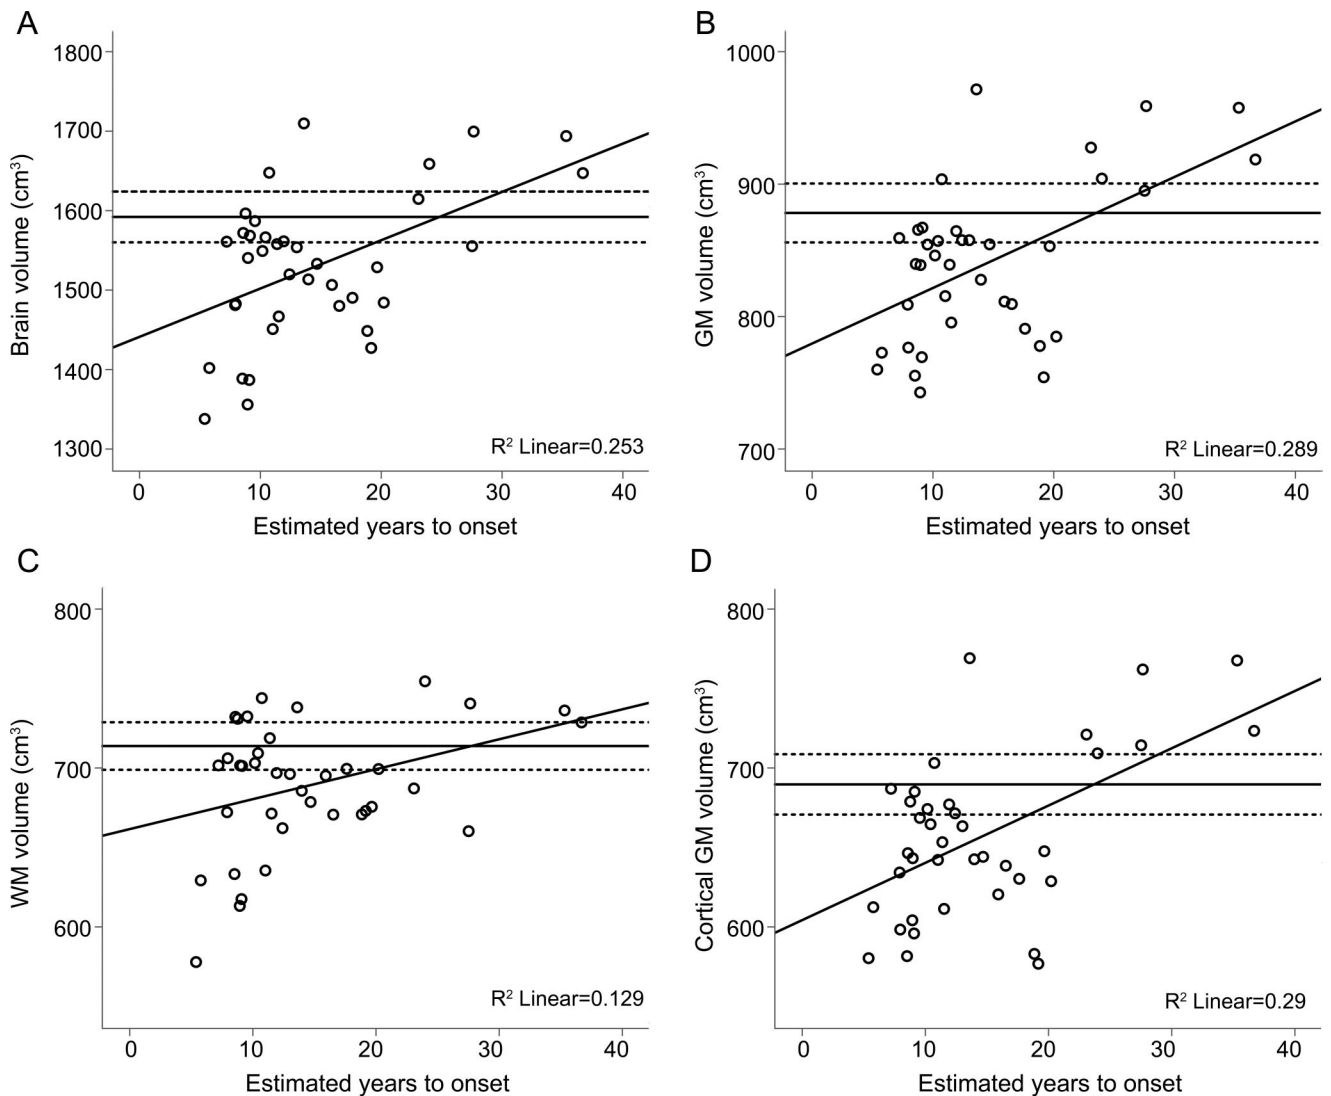 A
Brain volume (cm³)
1800
1700
1600
1500
1400
1300
R² Linear=0.253
0 10 20 30 40
Estimated years to onset
B
GM volume (cm³)
1000
900
800
700
R² Linear=0.289
0 10 20 30 40
Estimated years to onset
C
WM volume (cm³)
800
700
600
R² Linear=0.129
0 10 20 30 40
Estimated years to onset
D
Cortical GM volume (cm³)
800
700
600
R² Linear=0.29
0 10 20 30 40
Estimated years to onset